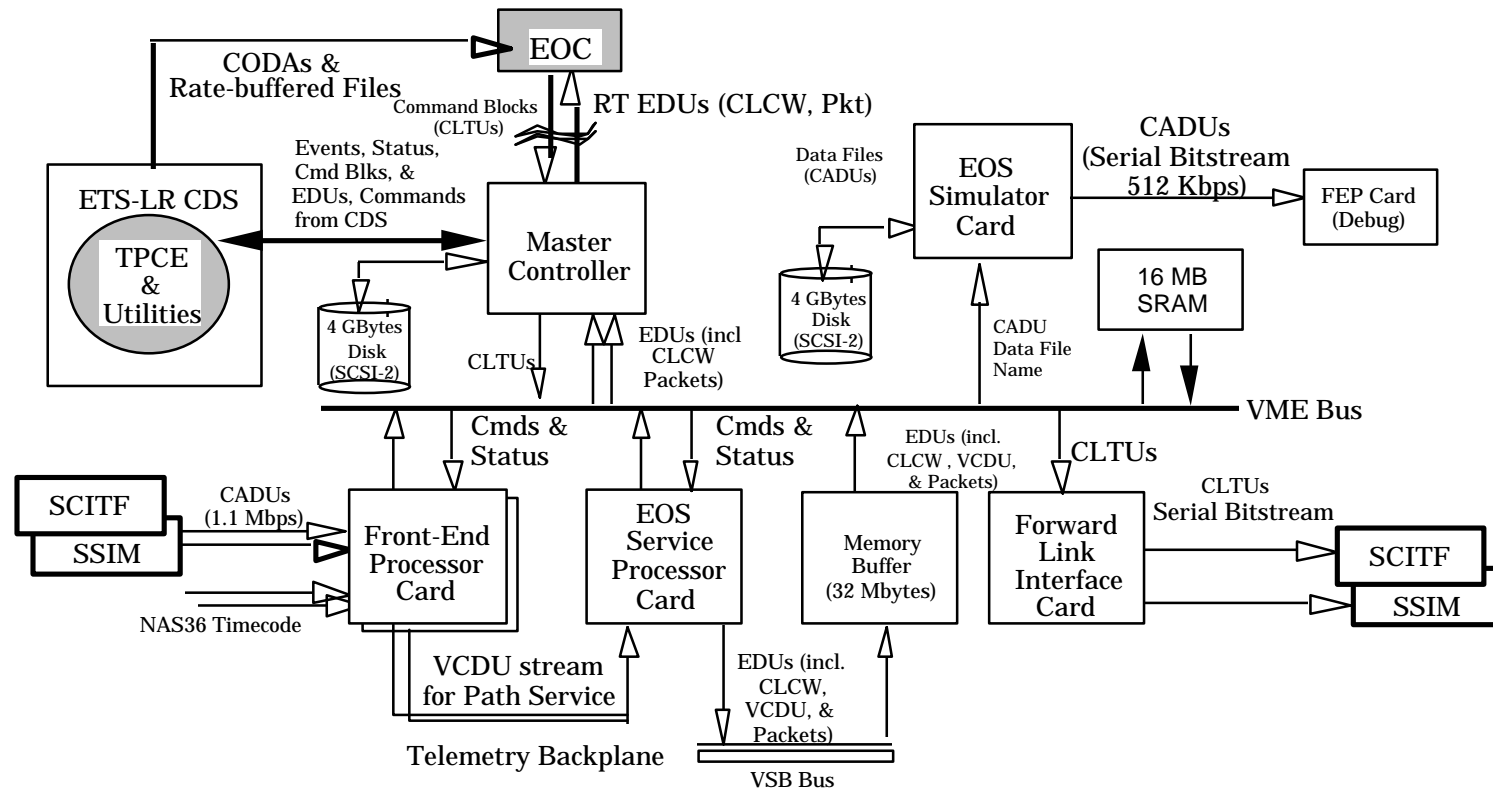 EOC
CODAs &
Rate-buffered Files
Command Blocks
(CLTUs)
RT EDUs (CLCW, Pkt)
Events, Status,
Cmd Blks, &
EDUs, Commands
from CDS
ETS-LR CDS
TPCE
&
Utilities
Master
Controller
4 GBytes
Disk
(SCSI-2)
CLTUs
EDUs (incl
CLCW
Packets)
Data Files
(CADUs)
EOS
Simulator
Card
CADUs
(Serial Bitstream
512 Kbps)
FEP Card
(Debug)
4 GBytes
Disk
(SCSI-2)
CADU
Data File
Name
16 MB
SRAM
VME Bus
Cmds &
Status
Cmds &
Status
EDUs (incl.
CLCW , VCDU,
& Packets)
CLTUs
SCITF
SSIM
CADUs
(1.1 Mbps)
NAS36 Timecode
Front-End
Processor
Card
EOS
Service
Processor
Card
Memory
Buffer
(32 Mbytes)
Forward
Link
Interface
Card
CLTUs
Serial Bitstream
SCITF
SSIM
VCDU stream
for Path Service
Telemetry Backplane
EDUs (incl.
CLCW,
VCDU, &
Packets)
VSB Bus